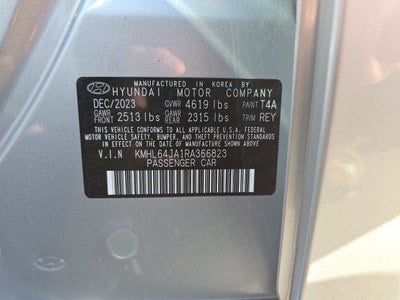 MANUFACTURED IN KOREA BY
HYUNDAI MOTOR COMPANY
DEC/2023 GVWR 4619 lbs PAINT T4A
GAWR FRONT 2513 lbs GAWR REAR 2315 lbs TRIM REY
THIS VEHICLE CONFORMS TO ALL APPLICABLE U.S.A. FEDERAL
MOTOR VEHICLE SAFETY, BUMPER, AND THEFT PREVENTION STANDARDS
IN EFFECT ON THE DATE OF MANUFACTURE SHOWN ABOVE.
V.I.N KMHL64JA1RA366823
PASSENGER CAR